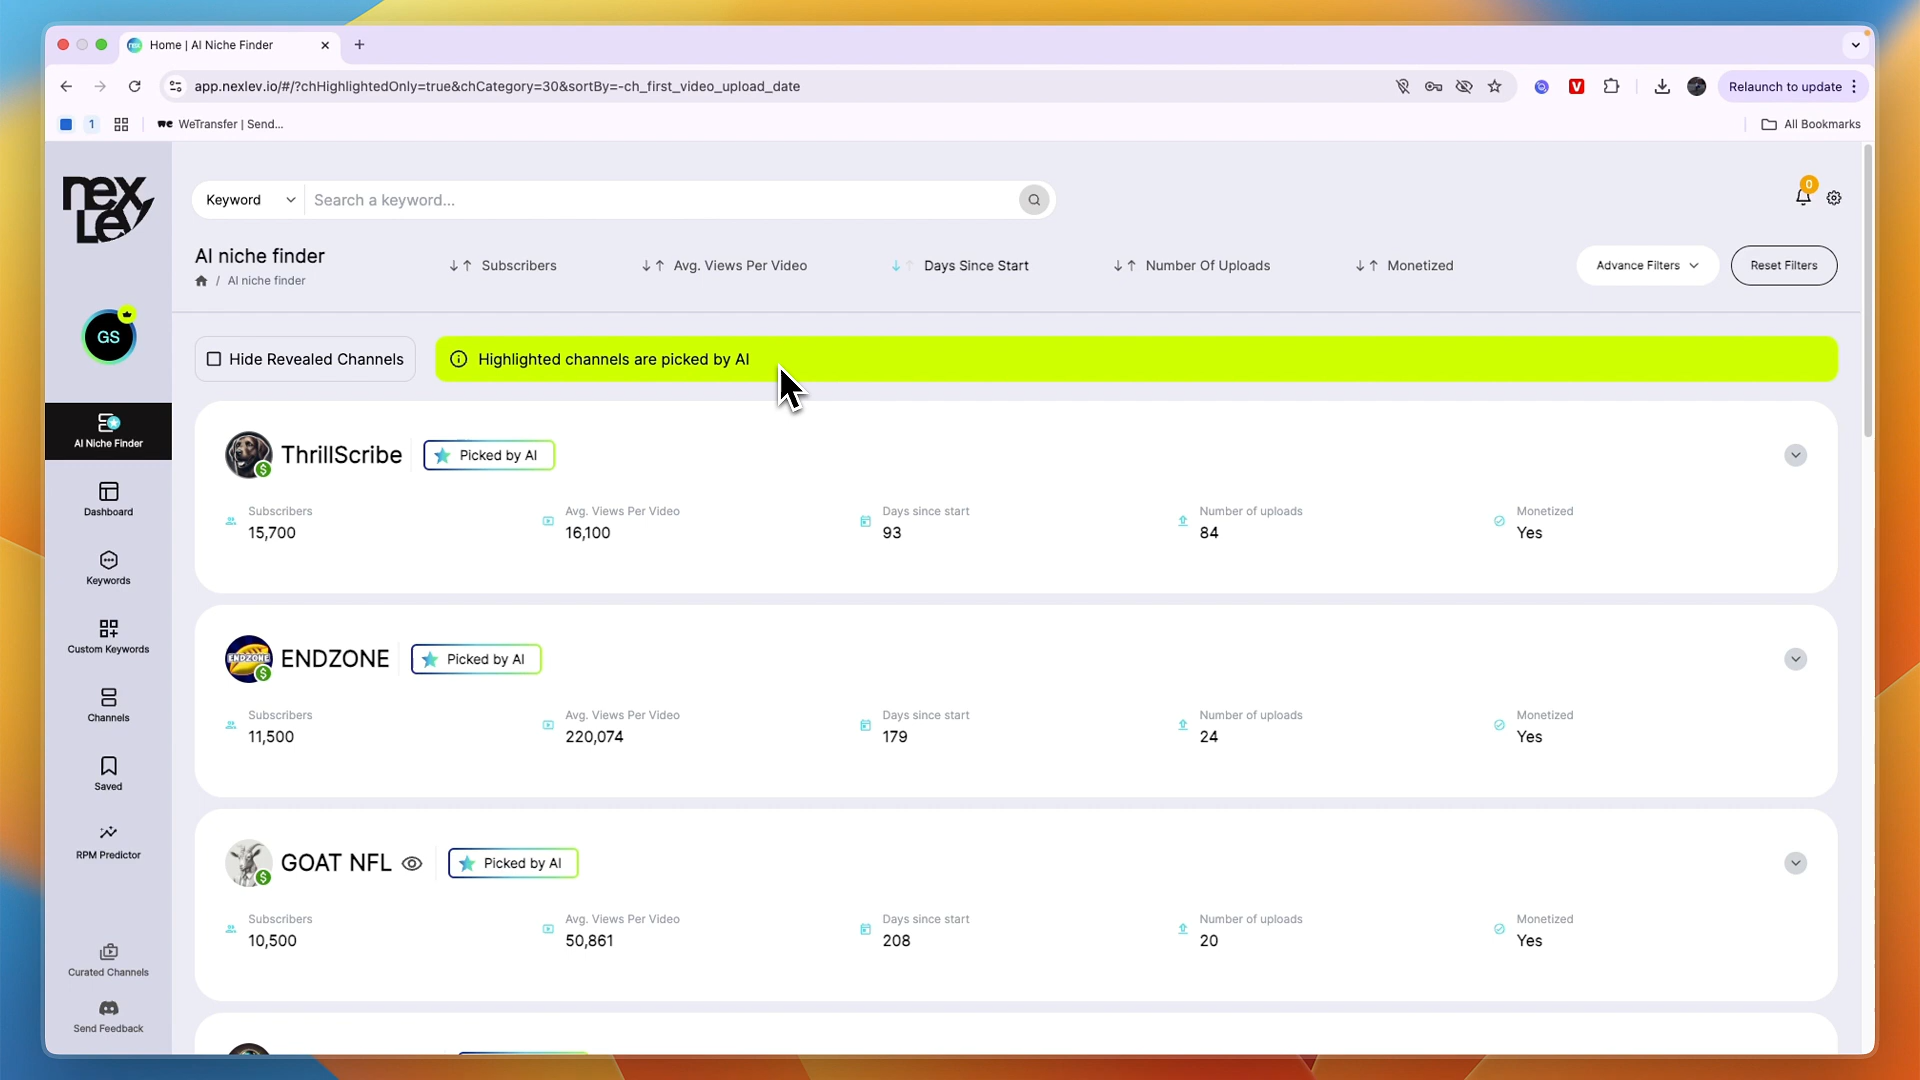 Home | AI Niche Finder
app.nexlev.io/#/?chHighlightedOnly=true&chCategory=30&sortBy=-ch_first_video_upload_date
Relaunch to update
1
we WeTransfer | Send...
All Bookmarks
nexLev
Keyword
Search a keyword...
0
AI niche finder
/ AI niche finder
Subscribers
Avg. Views Per Video
Days Since Start
Number Of Uploads
Monetized
Advance Filters
Reset Filters
GS
Hide Revealed Channels
Highlighted channels are picked by AI
AI Niche Finder
Dashboard
Keywords
Custom Keywords
Channels
Saved
RPM Predictor
Curated Channels
Send Feedback
ThrillScribe
Picked by AI
Subscribers
15,700
Avg. Views Per Video
16,100
Days since start
93
Number of uploads
84
Monetized
Yes
ENDZONE
ENDZONE
Picked by AI
Subscribers
11,500
Avg. Views Per Video
220,074
Days since start
179
Number of uploads
24
Monetized
Yes
GOAT NFL
Picked by AI
Subscribers
10,500
Avg. Views Per Video
50,861
Days since start
208
Number of uploads
20
Monetized
Yes